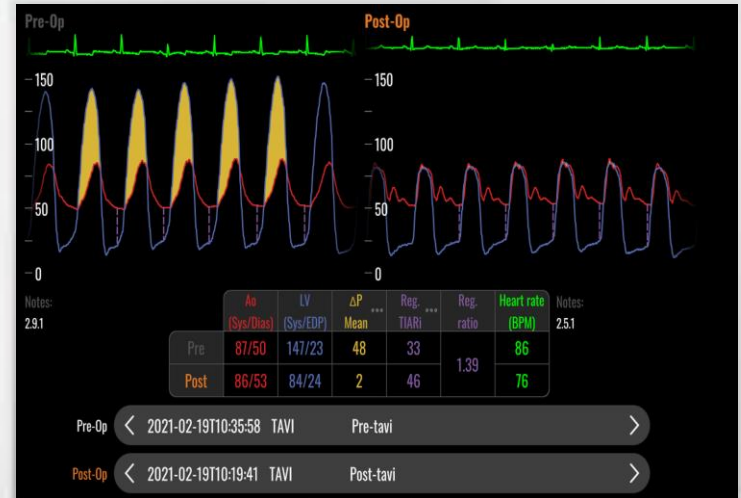 Pre-Op Post-Op
150 150
100 100
50 50
0 0
Notes: Ao LV ΔP ... Reg. ... Reg. Heart rate Notes:
2.9.1 (Sys/Dias) (Sys/EDP) Mean TIARi ratio (BPM) 2.5.1
Pre 87/50 147/23 48 33 86
1.39
Post 86/53 84/24 2 46 76
Pre-Op 2021-02-19T10:35:58 TAVI Pre-tavi
Post-Op 2021-02-19T10:19:41 TAVI Post-tavi